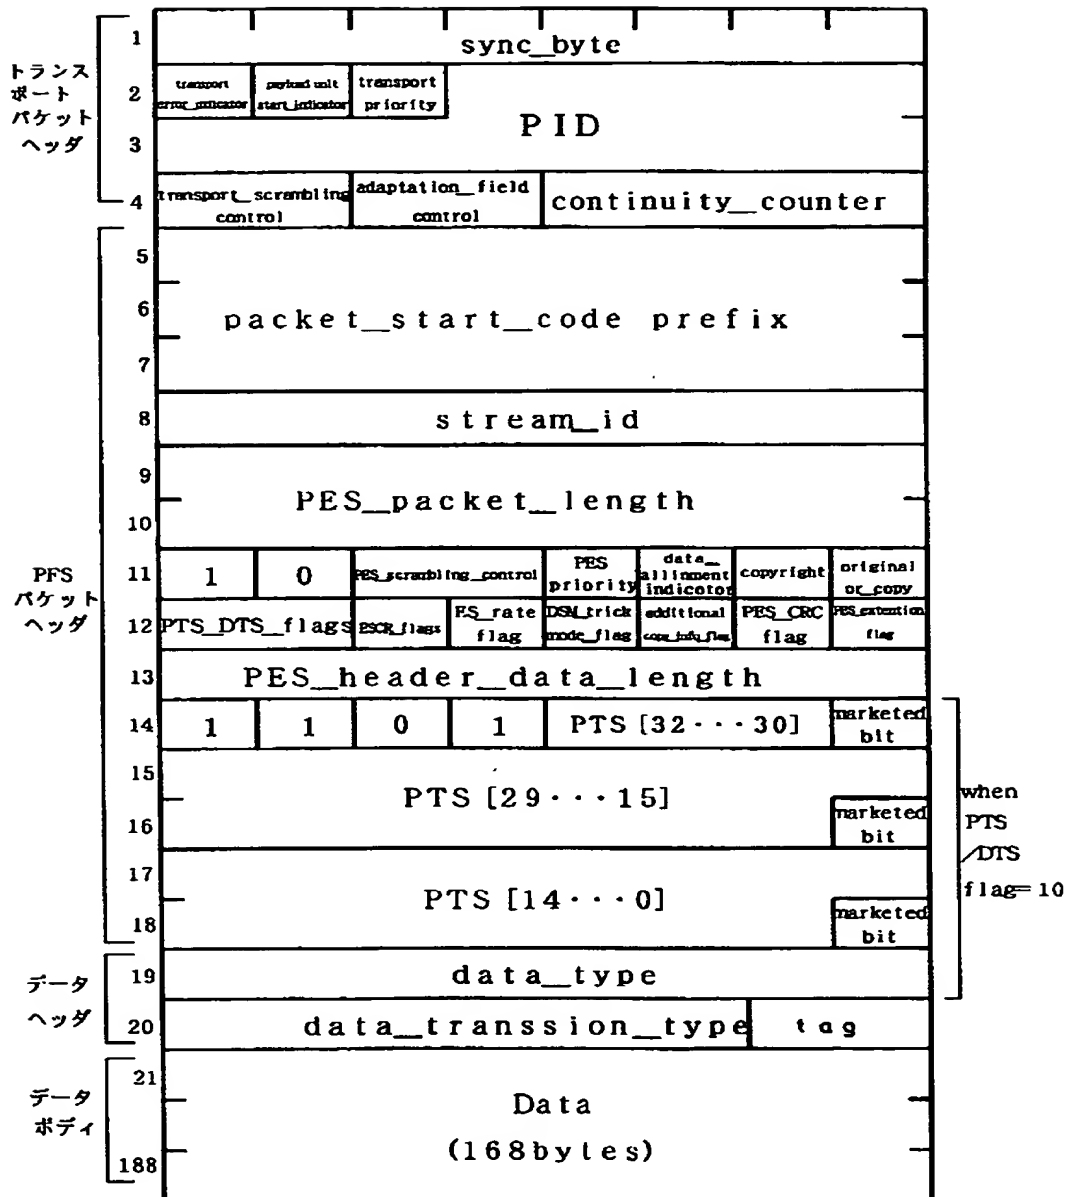 1
sync_byte
トランス
ポート
パケット
ヘッダ
2
transport
error_indicator
payload unit
start_indicator
transport
priority
PID
3
4
transport_scrambling
control
adaptation_field
control
continuity_counter
5
6
packet_start_code prefix
7
8
stream_id
9
PES_packet_length
10
PFS
パケット
ヘッダ
11
1
0
PES_scrambling_control
PES
priority
data_
allinment
indicator
copyright
original
or_copy
12
PTS_DTS_flags
ESCR_flags
ES_rate
flag
DSM_trick
mode_flag
additional
copy_info_flag
PES_CRC
flag
PES_extention
flag
13
PES_header_data_length
14
1
1
0
1
PTS [32・・・30]
marketed
bit
15
PTS [29・・・15]
16
marketed
bit
when
PTS
/DTS
flag=10
17
PTS [14・・・0]
18
marketed
bit
データ
ヘッダ
19
data_type
20
data_transsion_type
tag
データ
ボディ
21
Data
(168bytes)
188